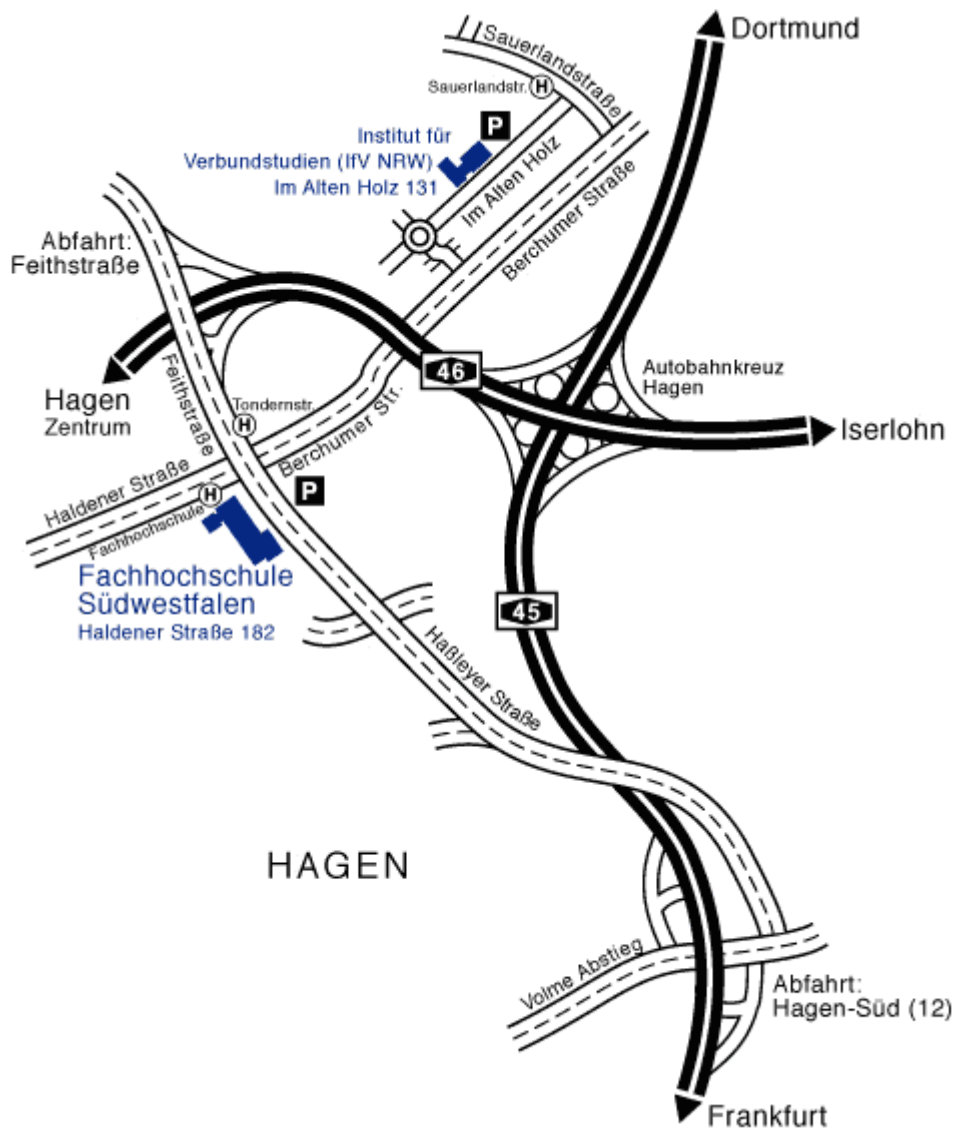 Dortmund
Sauerlandstraße
Sauerlandstr.
H
P
Institut für
Verbundstudien (IfV NRW)
Im Alten Holz 131
Im Alten Holz
Berchumer Straße
Abfahrt:
Feithstraße
46
Autobahnkreuz
Hagen
Hagen
Zentrum
Feithstraße
Tondernstr.
H
Berchumer Str.
Iserlohn
Haldener Straße
H
P
Fachhochschule
Fachhochschule
Südwestfalen
Haldener Straße 182
45
Haßleyer Straße
HAGEN
Volme Abstieg
Abfahrt:
Hagen-Süd (12)
Frankfurt